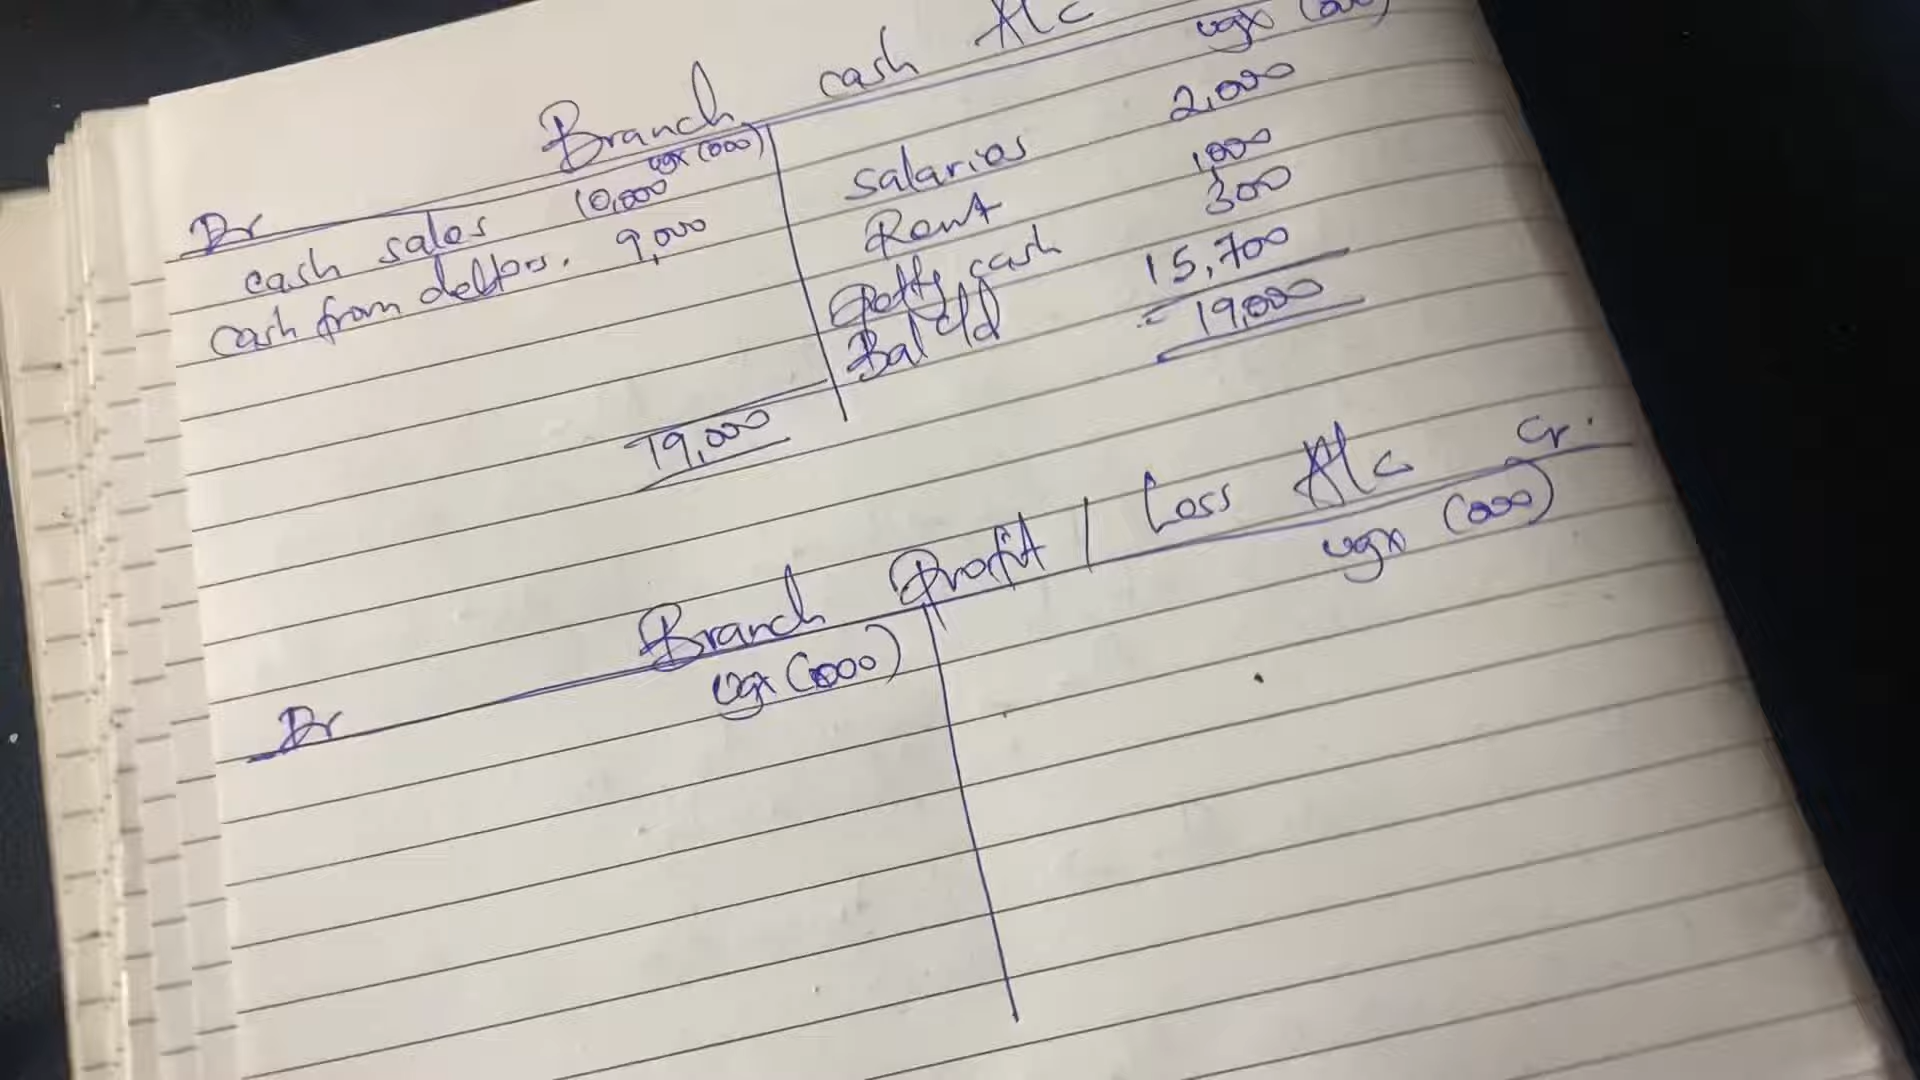 Branch cash A/c
Dr ugx (000) ugx (000)
cash sales 10,000 salaries 2,000
cash from debtors. 9,000 Rent 1,000
Petty cash 300
Bal c/d 15,700
19,000 19,000
Branch Profit / Loss A/c Cr.
Dr ugx (000) ugx (000)